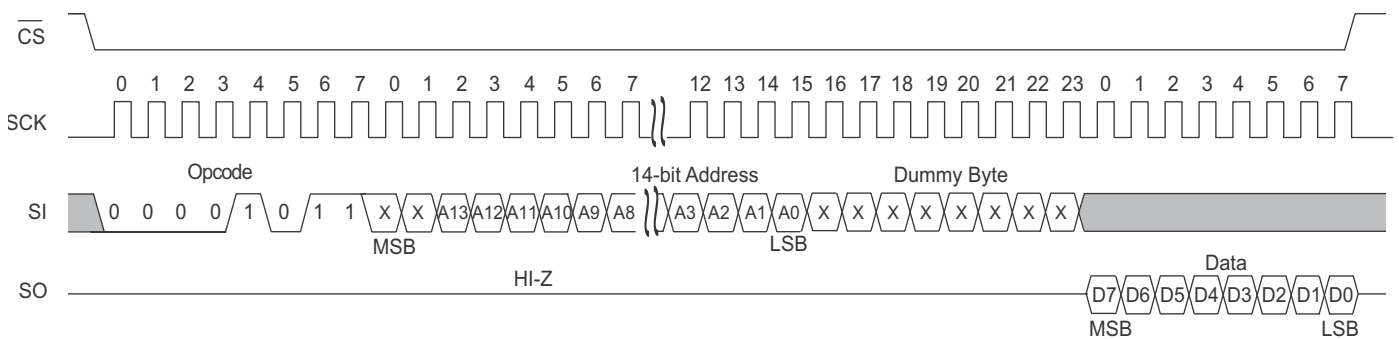 CS
0 1 2 3 4 5 6 7 0 1 2 3 4 5 6 7 12 13 14 15 16 17 18 19 20 21 22 23 0 1 2 3 4 5 6 7
SCK
Opcode 14-bit Address Dummy Byte
SI 0 0 0 0 1 0 1 1 X X A13 A12 A11 A10 A9 A8 A3 A2 A1 A0 X X X X X X X X
MSB LSB
HI-Z Data
SO D7 D6 D5 D4 D3 D2 D1 D0
MSB LSB